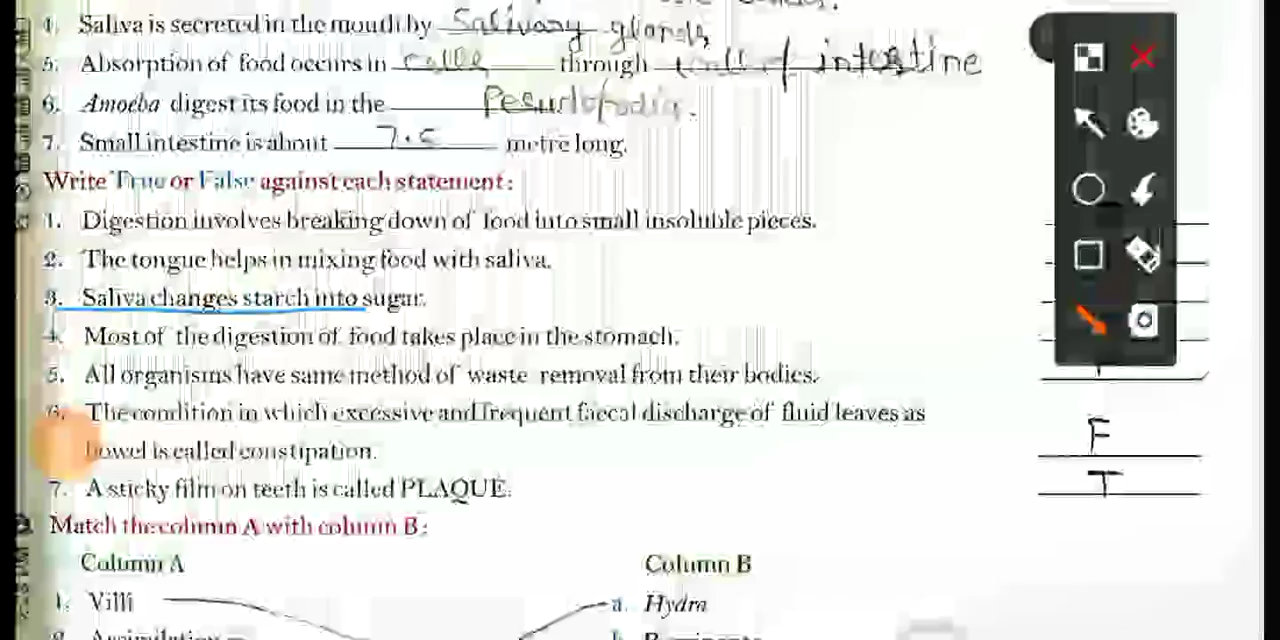 4. Saliva is secreted in the mouth by Salivary glands
5. Absorption of food occurs in cells through wall of intestine
6. Amoeba digest its food in the Pesudopodia.
7. Small intestine is about 7.5 metre long.
Write True or False against each statement:
1. Digestion involves breaking down of food into small insoluble pieces.
2. The tongue helps in mixing food with saliva.
3. Saliva changes starch into sugar.
4. Most of the digestion of food takes place in the stomach.
5. All organisms have same method of waste removal from their bodies.
6. The condition in which excessive and frequent faecal discharge of fluid leaves as F
bowel is called constipation.
7. A sticky film on teeth is called PLAQUE. T
Match the column A with column B:
Column A Column B
1. Villi a. Hydra
2. Assimilation b. Ruminants